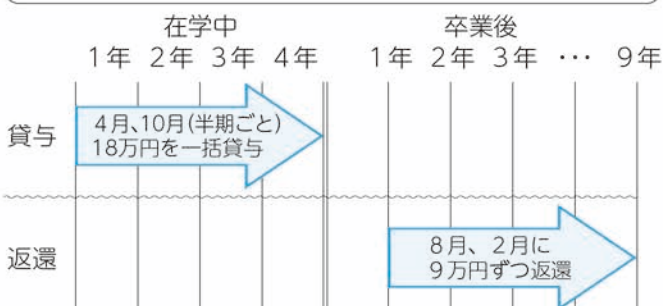 在学中 卒業後
1年 2年 3年 4年 1年 2年 3年 … 9年
貸与
4月、10月(半期ごと)
18万円を一括貸与
返還
8月、2月に
9万円ずつ返還